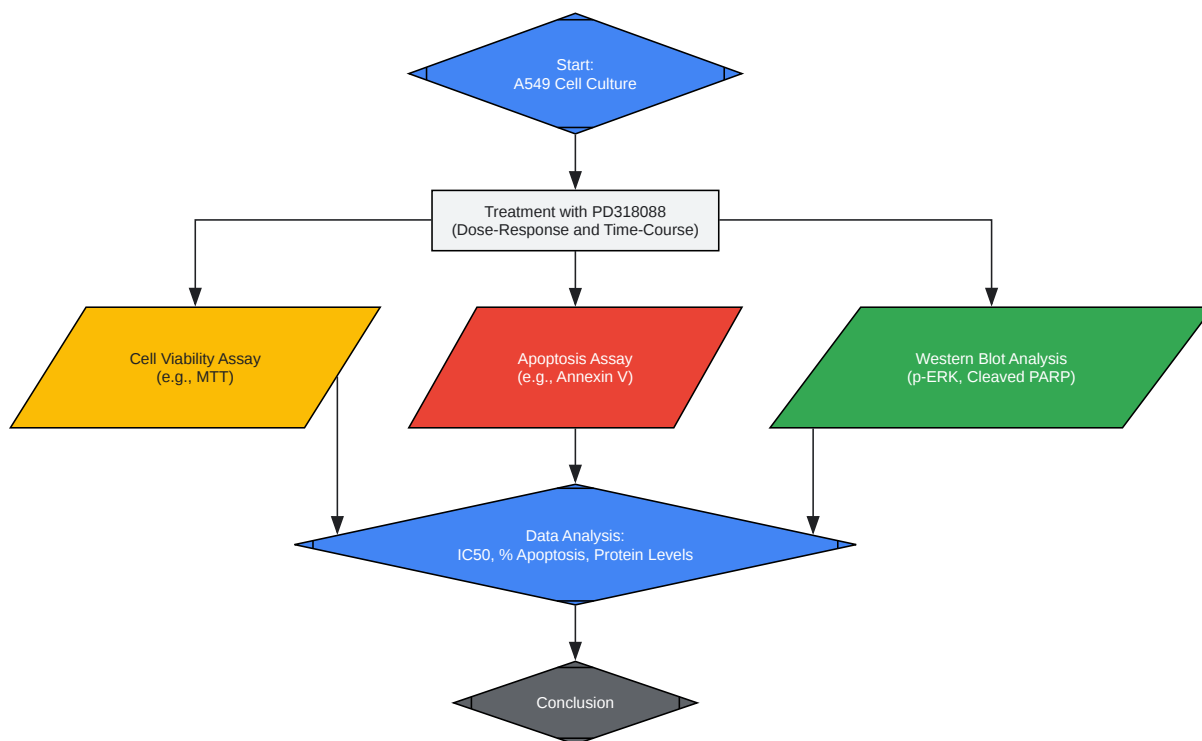 Start:
A549 Cell Culture
Treatment with PD318088
(Dose-Response and Time-Course)
Cell Viability Assay
(e.g., MTT)
Apoptosis Assay
(e.g., Annexin V)
Western Blot Analysis
(p-ERK, Cleaved PARP)
Data Analysis:
IC50, % Apoptosis, Protein Levels
Conclusion